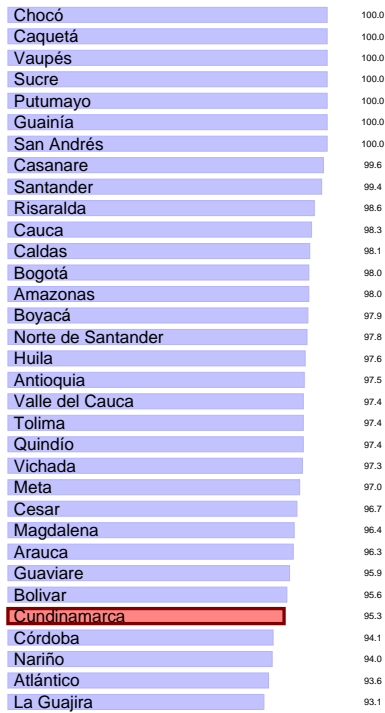 Chocó 100.0
Caquetá 100.0
Vaupés 100.0
Sucre 100.0
Putumayo 100.0
Guainía 100.0
San Andrés 100.0
Casanare 99.6
Santander 99.4
Risaralda 98.6
Cauca 98.3
Caldas 98.1
Bogotá 98.0
Amazonas 98.0
Boyacá 97.9
Norte de Santander 97.8
Huila 97.6
Antioquia 97.5
Valle del Cauca 97.4
Tolima 97.4
Quindío 97.4
Vichada 97.3
Meta 97.0
Cesar 96.7
Magdalena 96.4
Arauca 96.3
Guaviare 95.9
Bolivar 95.6
Cundinamarca 95.3
Córdoba 94.1
Nariño 94.0
Atlántico 93.6
La Guajira 93.1